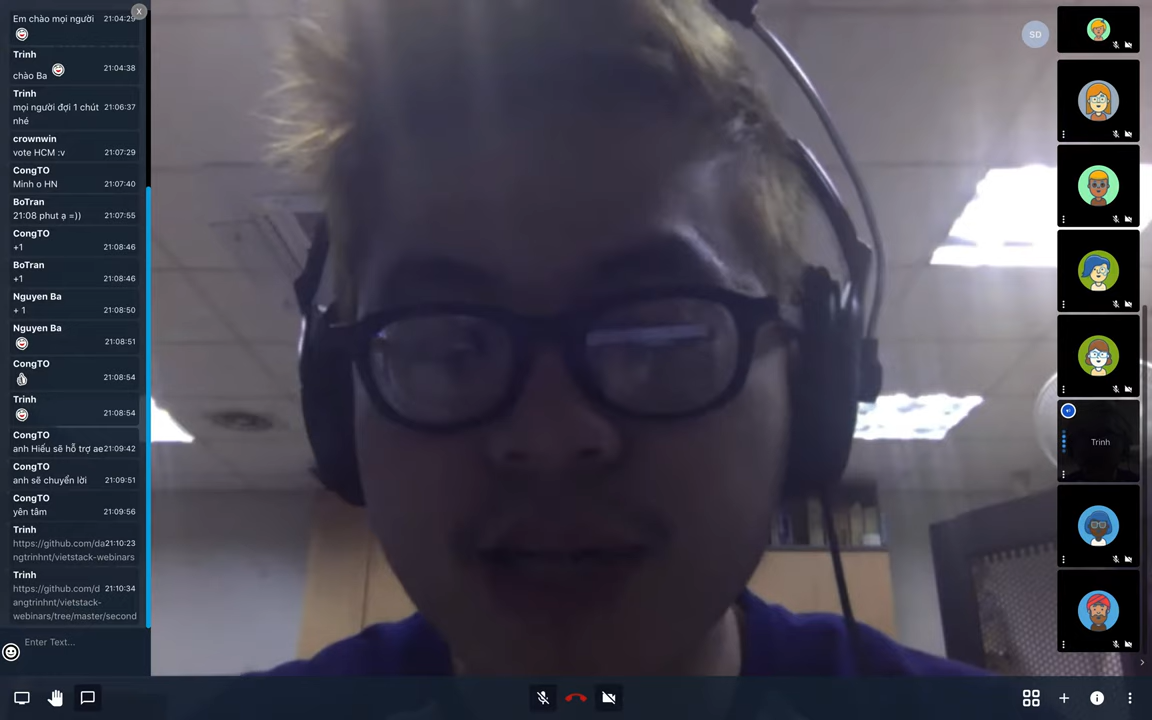 Em chào mọi người 21:04:29
X
Trinh
chào Ba 21:04:38
Trinh
mọi người đợi 1 chút 21:06:37
nhé
crownwin
vote HCM :v 21:07:29
CongTO
Minh o HN 21:07:40
BoTran
21:08 phut ạ =)) 21:07:55
CongTO
+1 21:08:46
BoTran
+1 21:08:46
Nguyen Ba
+ 1 21:08:50
Nguyen Ba
21:08:51
CongTO
21:08:54
Trinh
21:08:54
CongTO
anh Hiếu sẽ hỗ trợ ae 21:09:42
CongTO
anh sẽ chuyển lời 21:09:51
CongTO
yên tâm 21:09:56
Trinh
https://github.com/da 21:10:23
ngtrinhnt/vietstack-webinars
Trinh
https://github.com/d 21:10:34
angtrinhnt/vietstack-
webinars/tree/master/second
Enter Text...
SD
Trinh